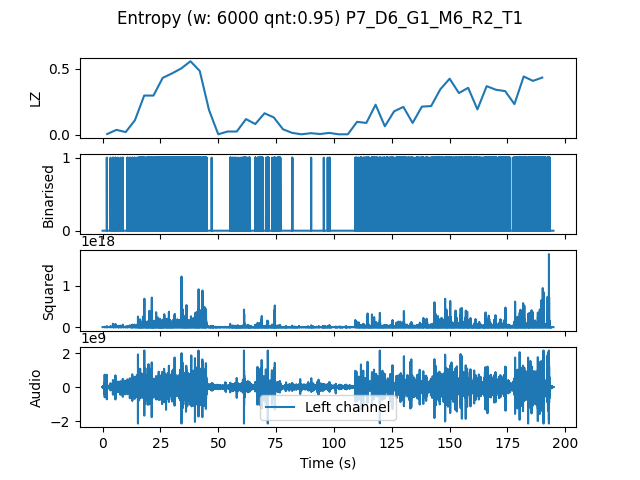 Entropy (w: 6000 qnt:0.95) P7_D6_G1_M6_R2_T1
0.5
0.0
LZ
1
0
Binarised
1e18
1
0
Squared
1e9
2
0
−2
Audio
Left channel
0 25 50 75 100 125 150 175 200
Time (s)